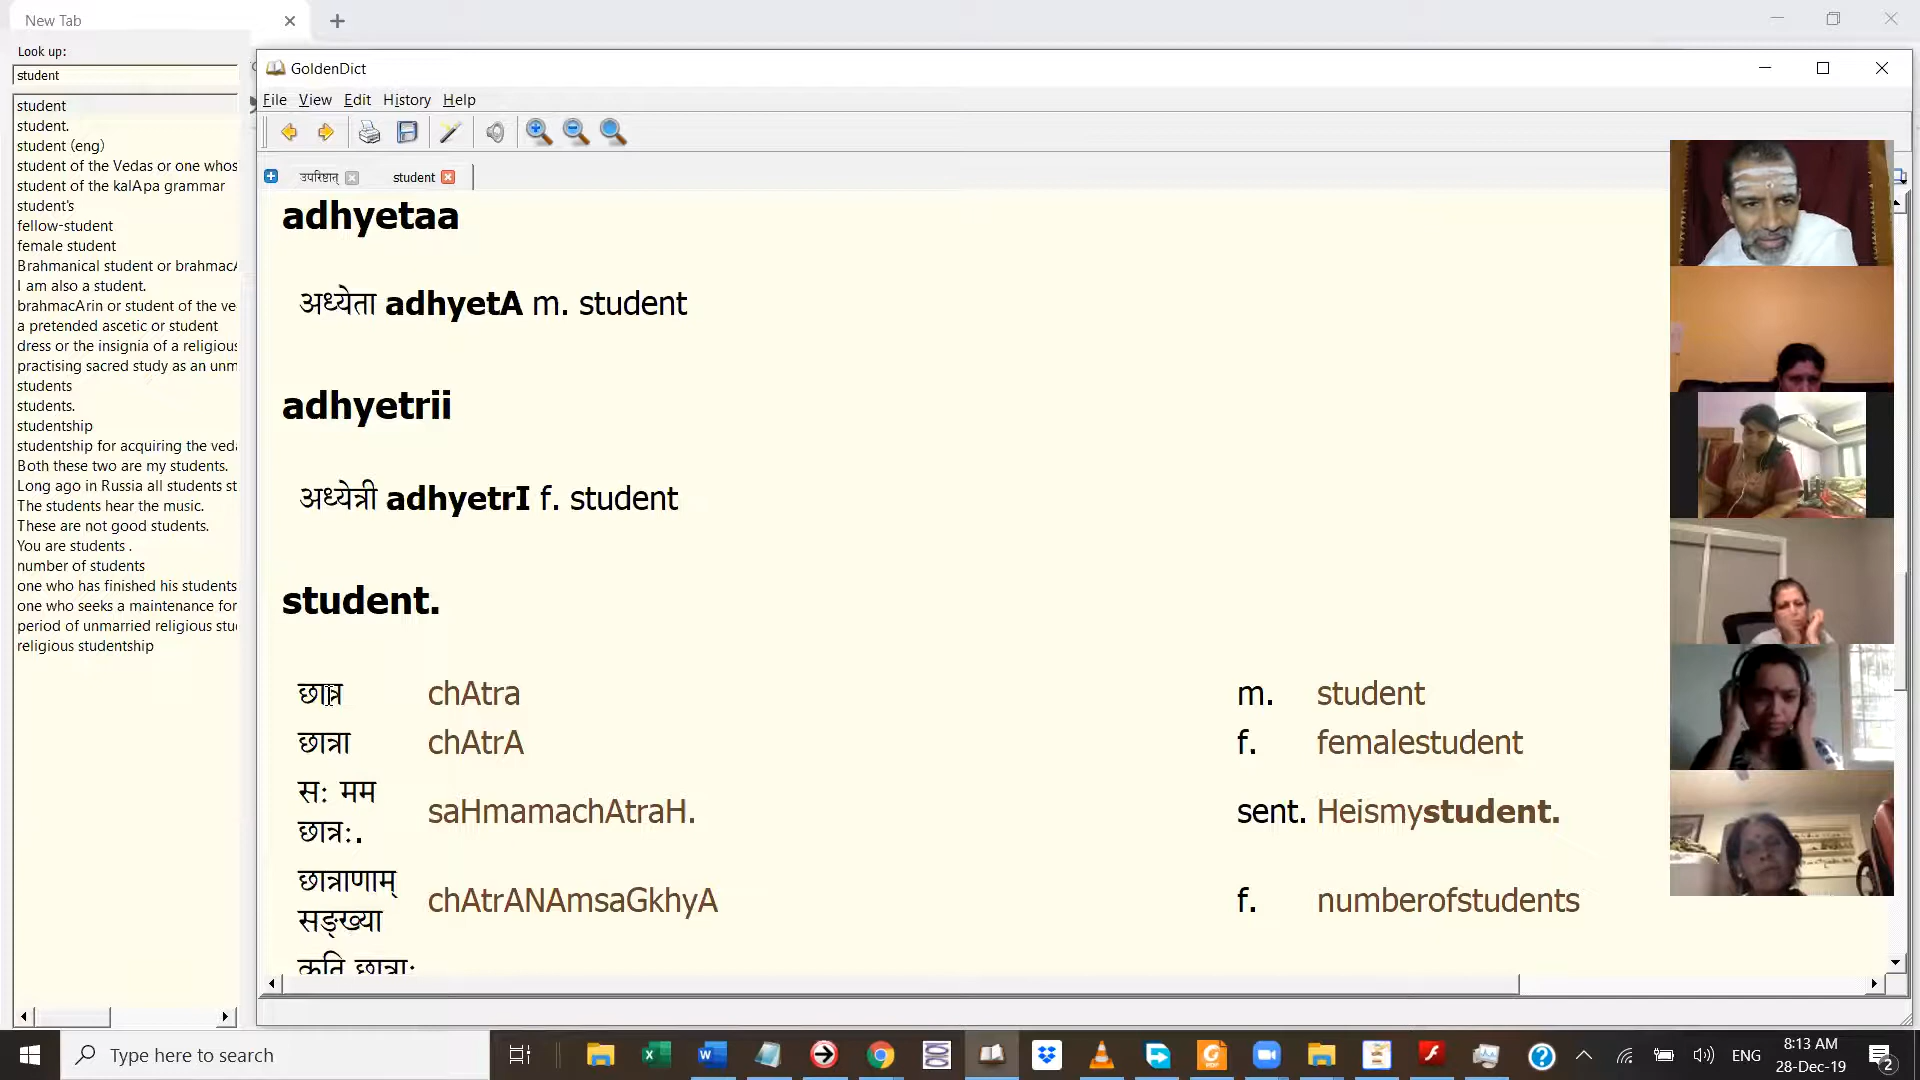 New Tab
Look up:
student
student
student.
student (eng)
student of the Vedas or one whos
student of the kalApa grammar
student's
fellow-student
female student
Brahmanical student or brahmacA
I am also a student.
brahmacArin or student of the ve
a pretended ascetic or student
dress or the insignia of a religious
practising sacred study as an unm
students
students.
studentship
studentship for acquiring the veda
Both these two are my students.
Long ago in Russia all students st
The students hear the music.
These are not good students.
You are students .
number of students
one who has finished his students
one who seeks a maintenance for
period of unmarried religious stu
religious studentship
GoldenDict
File View Edit History Help
उपरिष्टान् student
adhyetaa
अध्येता adhyetA m. student
adhyetrii
अध्येत्री adhyetrI f. student
student.
छात्र chAtra m. student
छात्रा chAtrA f. femalestudent
सः मम
छात्रः. saHmamachAtraH. sent. Heismystudent.
छात्राणाम्
सङ्ख्या chAtrANAmsaGkhyA f. numberofstudents
कति छात्राः
Type here to search
ENG
8:13 AM
28-Dec-19
2